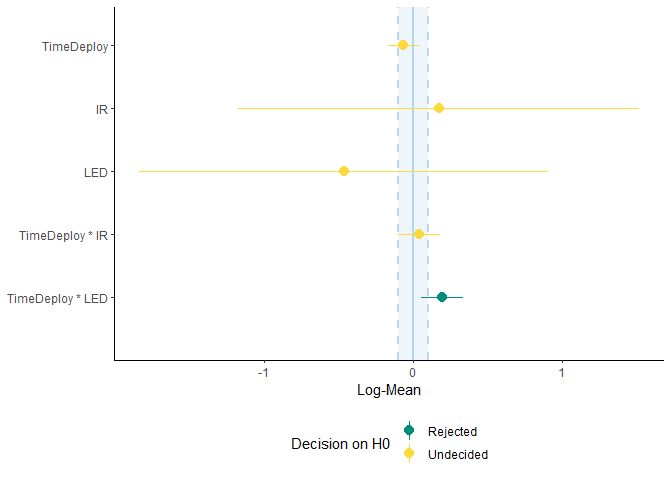 TimeDeploy
IR
LED
TimeDeploy * IR
TimeDeploy * LED
-1
0
1
Log-Mean
Decision on H0
Rejected
Undecided